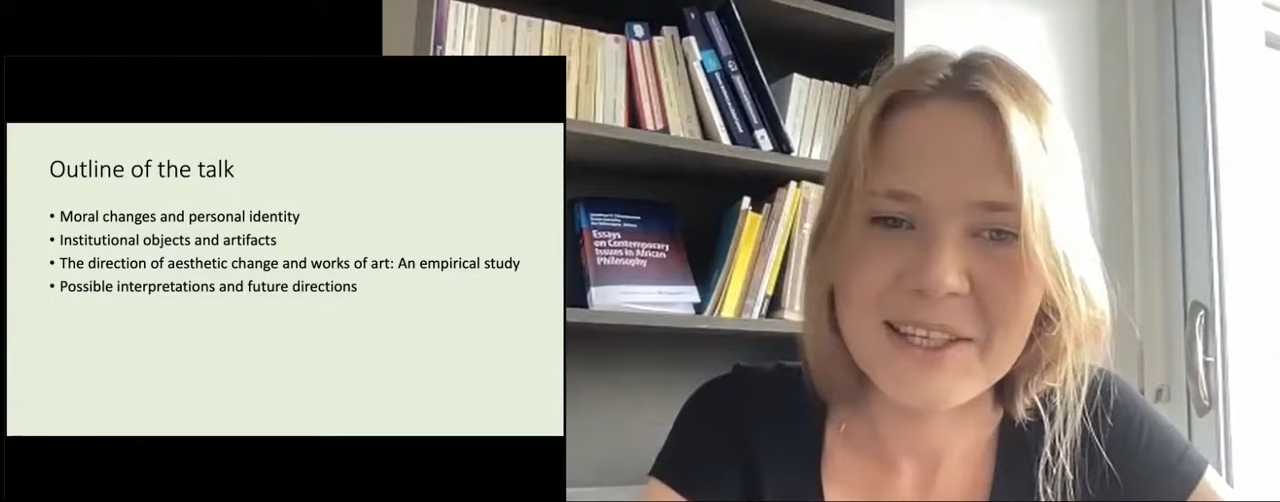 Outline of the talk
• Moral changes and personal identity
• Institutional objects and artifacts
• The direction of aesthetic change and works of art: An empirical study
• Possible interpretations and future directions
Essays
on Contemporary
Issues in African
Philosophy